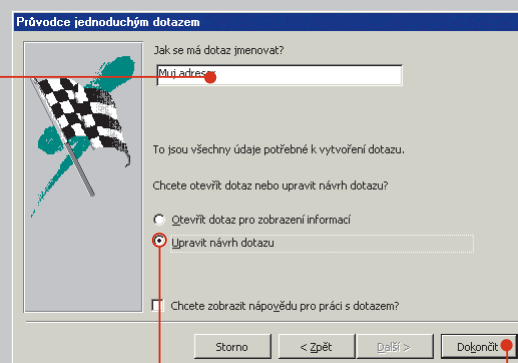 Průvodce jednoduchým dotazem
Jak se má dotaz jmenovat?
Muj adresar
To jsou všechny údaje potřebné k vytvoření dotazu.
Chcete otevřít dotaz nebo upravit návrh dotazu?
Otevřít dotaz pro zobrazení informací
Upravit návrh dotazu
Chcete zobrazit nápovědu pro práci s dotazem?
Storno < Zpět Další > Dokončit